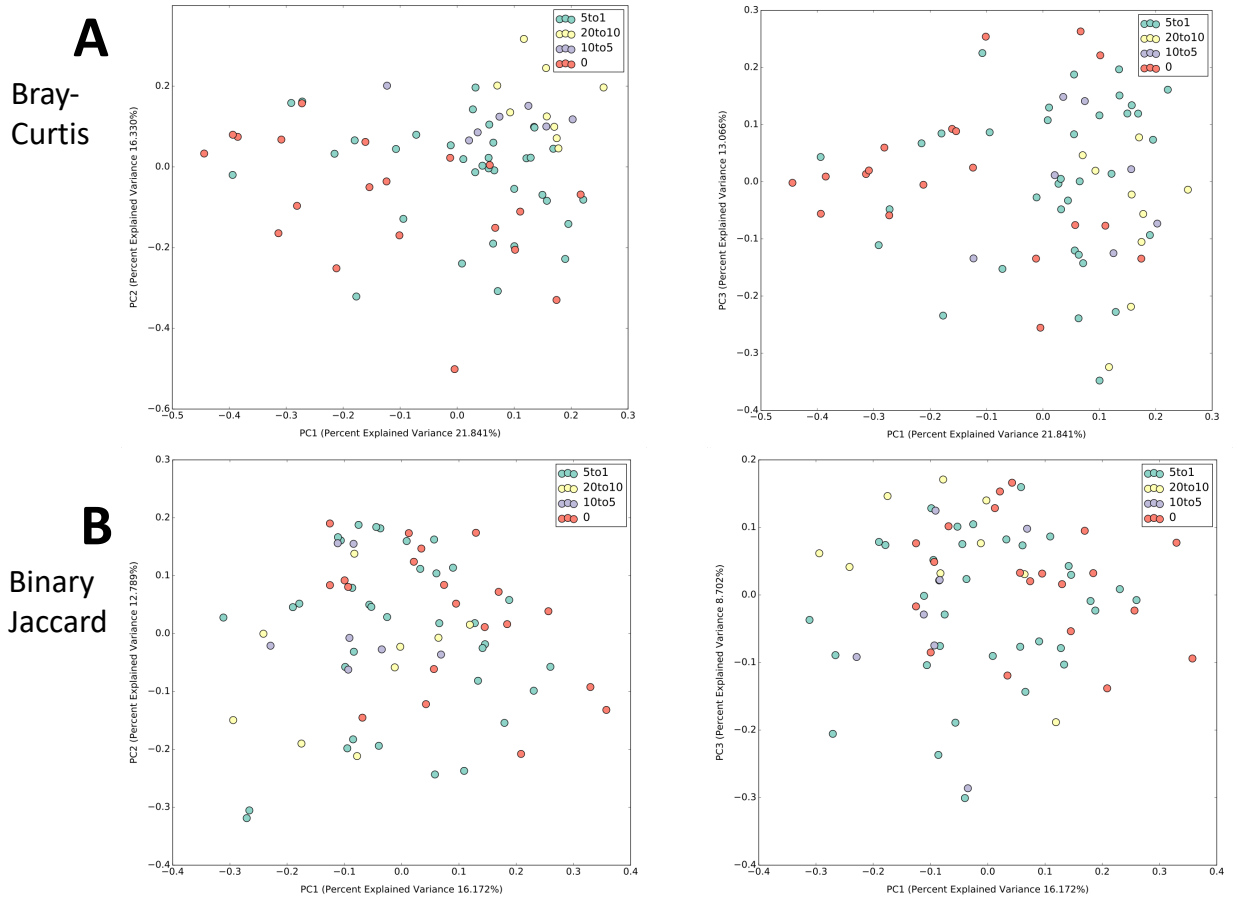 A
Bray-
Curtis
5to1
20to10
10to5
0
0.2
0.0
−0.2
−0.4
−0.6
−0.5
−0.4
−0.3
−0.2
−0.1
0.0
0.1
0.2
0.3
PC2 (Percent Explained Variance 16.330%)
PC1 (Percent Explained Variance 21.841%)
5to1
20to10
10to5
0
0.3
0.2
0.1
0.0
−0.1
−0.2
−0.3
−0.4
−0.5
−0.4
−0.3
−0.2
−0.1
0.0
0.1
0.2
0.3
PC3 (Percent Explained Variance 13.066%)
PC1 (Percent Explained Variance 21.841%)
B
Binary
Jaccard
5to1
20to10
10to5
0
0.3
0.2
0.1
0.0
−0.1
−0.2
−0.3
−0.4
−0.4
−0.3
−0.2
−0.1
0.0
0.1
0.2
0.3
0.4
PC2 (Percent Explained Variance 12.789%)
PC1 (Percent Explained Variance 16.172%)
5to1
20to10
10to5
0
0.2
0.1
0.0
−0.1
−0.2
−0.3
−0.4
−0.4
−0.3
−0.2
−0.1
0.0
0.1
0.2
0.3
0.4
PC3 (Percent Explained Variance 8.702%)
PC1 (Percent Explained Variance 16.172%)